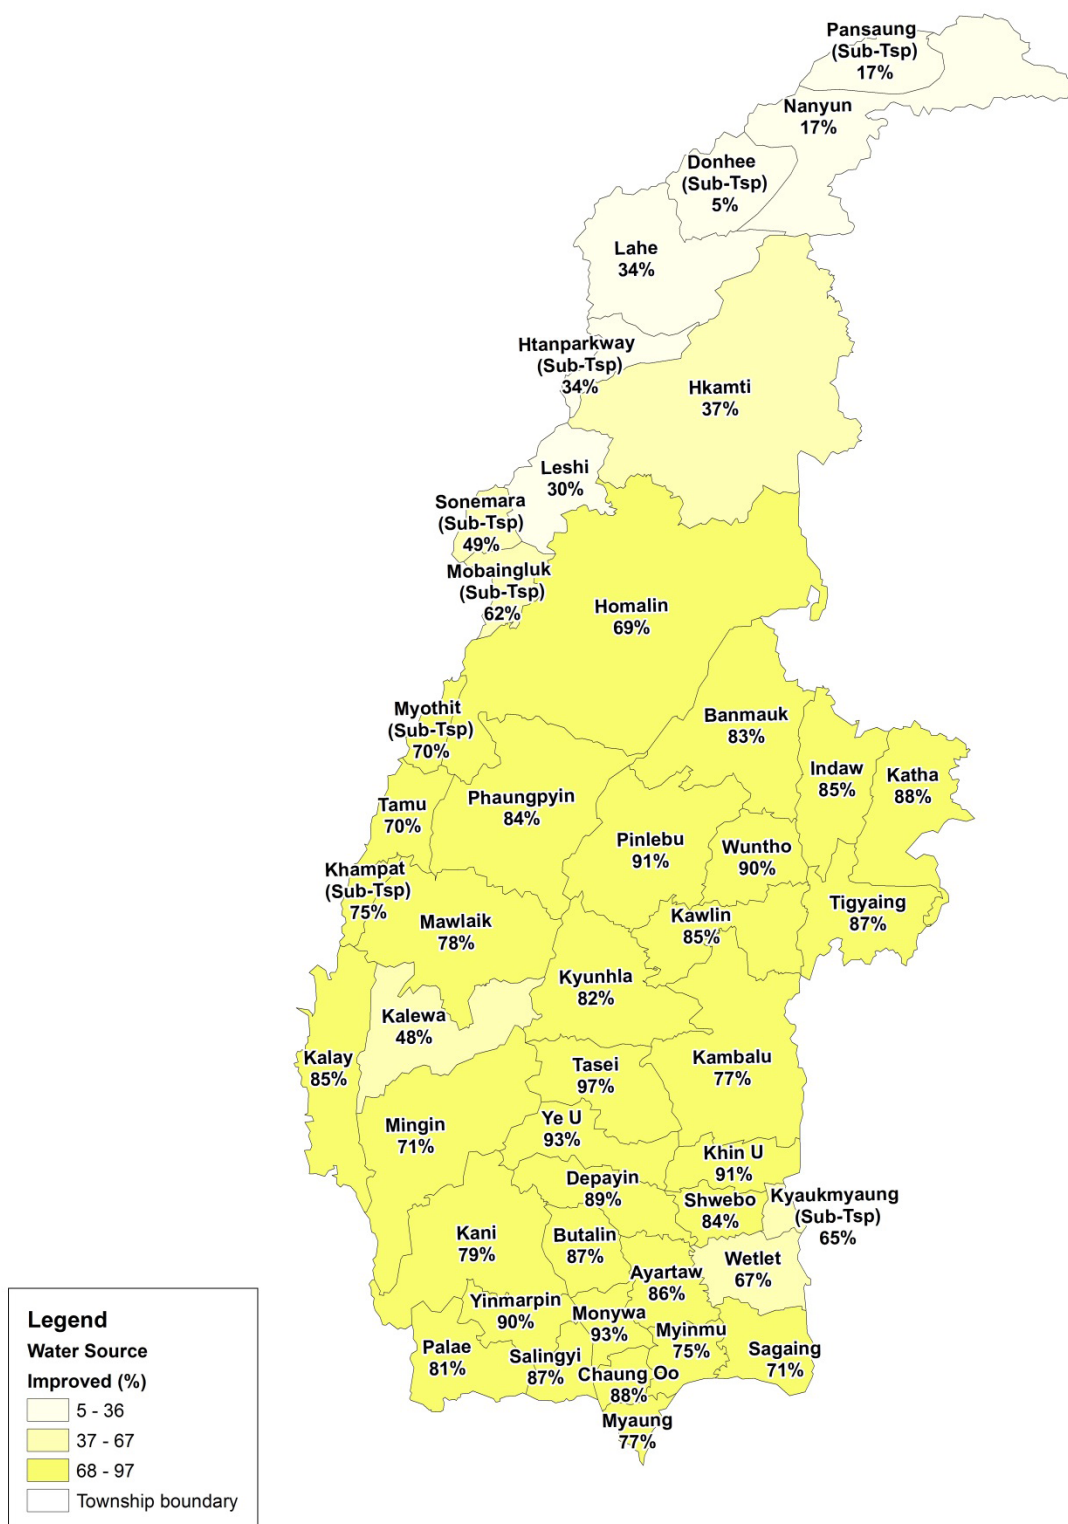 Pansaung
(Sub-Tsp)
17%
Nanyun
17%
Donhee
(Sub-Tsp)
5%
Lahe
34%
Htanparkway
(Sub-Tsp)
34%
Hkamti
37%
Leshi
30%
Sonemara
(Sub-Tsp)
49%
Mobaingluk
(Sub-Tsp)
62%
Homalin
69%
Myothit
(Sub-Tsp)
70%
Banmauk
83%
Indaw
85%
Katha
88%
Tamu
70%
Phaungpyin
84%
Pinlebu
91%
Wuntho
90%
Khampat
(Sub-Tsp)
75%
Mawlaik
78%
Kawlin
85%
Tigyaing
87%
Kyunhla
82%
Kalewa
48%
Kalay
85%
Tasei
97%
Kambalu
77%
Mingin
71%
Ye U
93%
Khin U
91%
Depayin
89%
Shwebo
84%
Kyaukmyaung
(Sub-Tsp)
65%
Kani
79%
Butalin
87%
Wetlet
67%
Ayartaw
86%
Yinmarpin
90%
Monywa
93%
Myinmu
75%
Sagaing
71%
Palae
81%
Salingyi
87%
Chaung Oo
88%
Myaung
77%
Legend
Water Source
Improved (%)
5 - 36
37 - 67
68 - 97
Township boundary